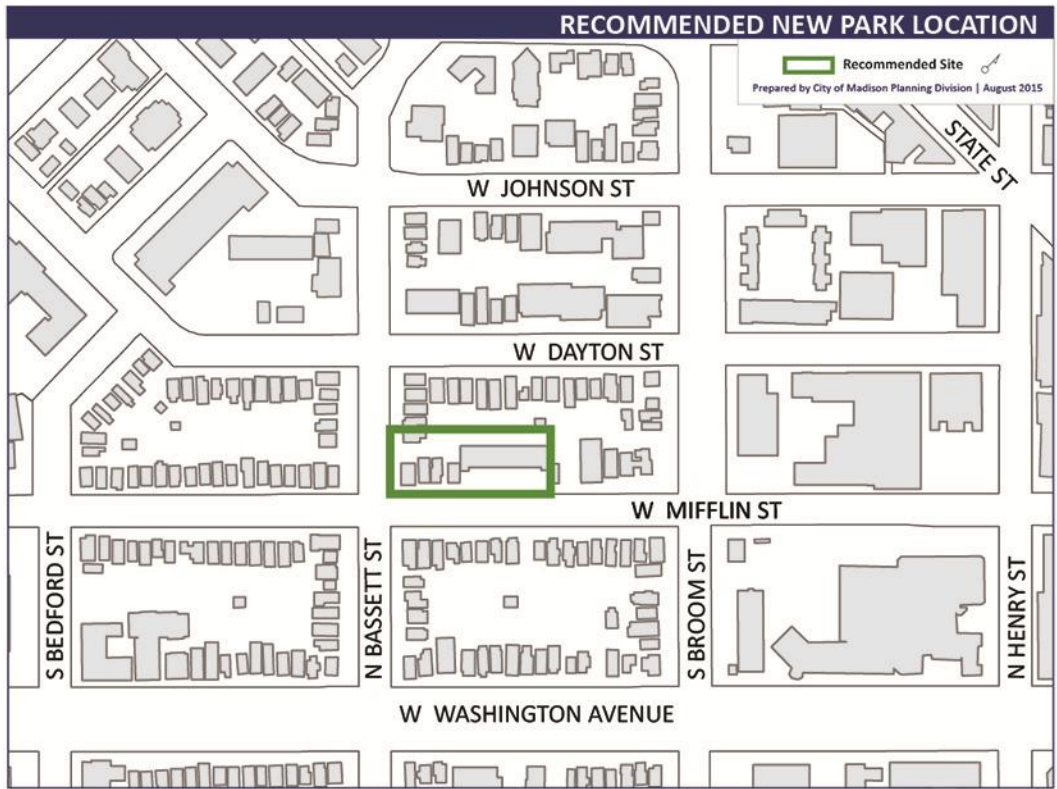 RECOMMENDED NEW PARK LOCATION
Recommended Site
Prepared by City of Madison Planning Division | August 2015
STATE ST
W JOHNSON ST
W DAYTON ST
W MIFFLIN ST
S BEDFORD ST
N BASSETT ST
S BROOM ST
N HENRY ST
W WASHINGTON AVENUE